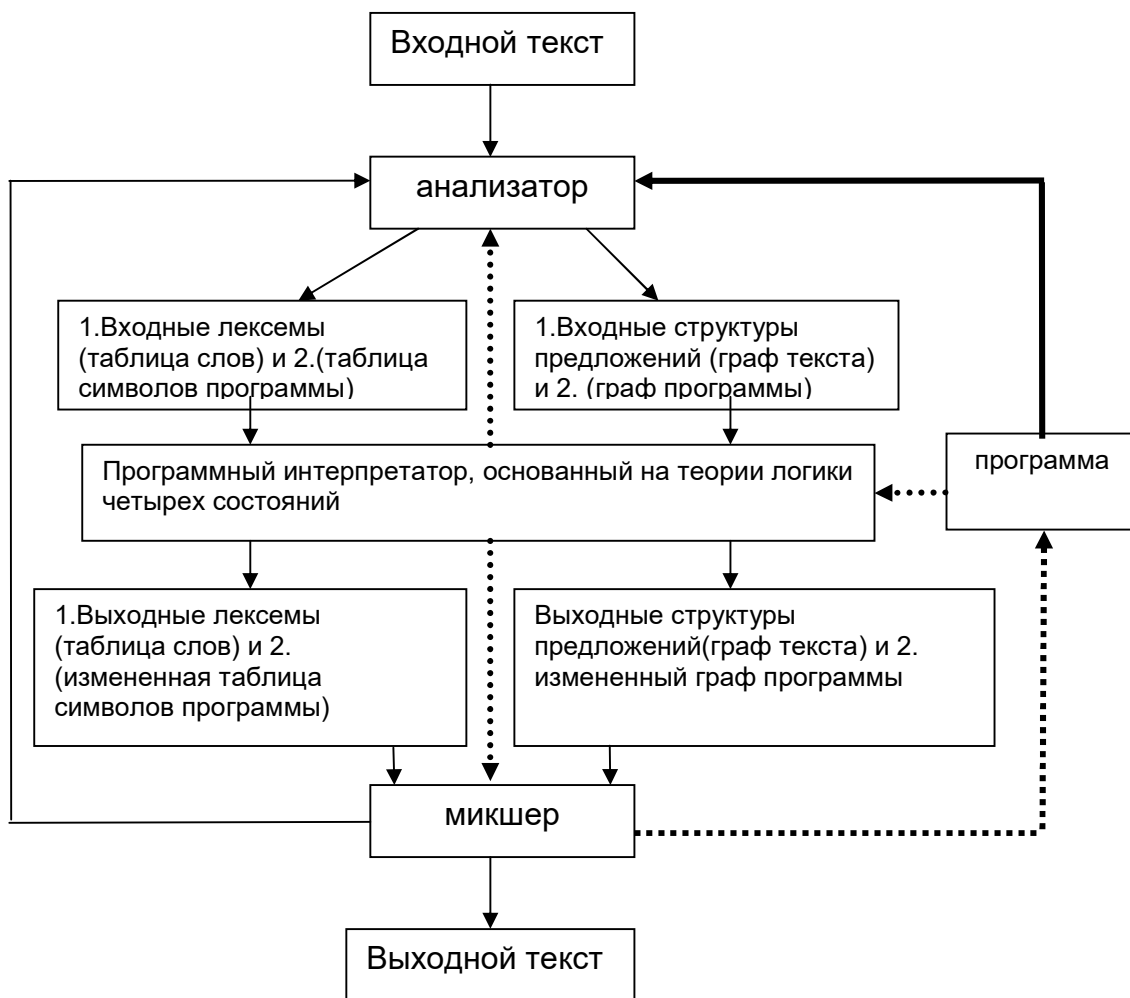 Входной текст
анализатор
1.Входные лексемы
(таблица слов) и 2.(таблица
символов программы)
1.Входные структуры
предложений (граф текста)
и 2. (граф программы)
Программный интерпретатор, основанный на теории логики
четырех состояний
программа
1.Выходные лексемы
(таблица слов) и 2.
(измененная таблица
символов программы)
Выходные структуры
предложений(граф текста) и 2.
измененный граф программы
микшер
Выходной текст